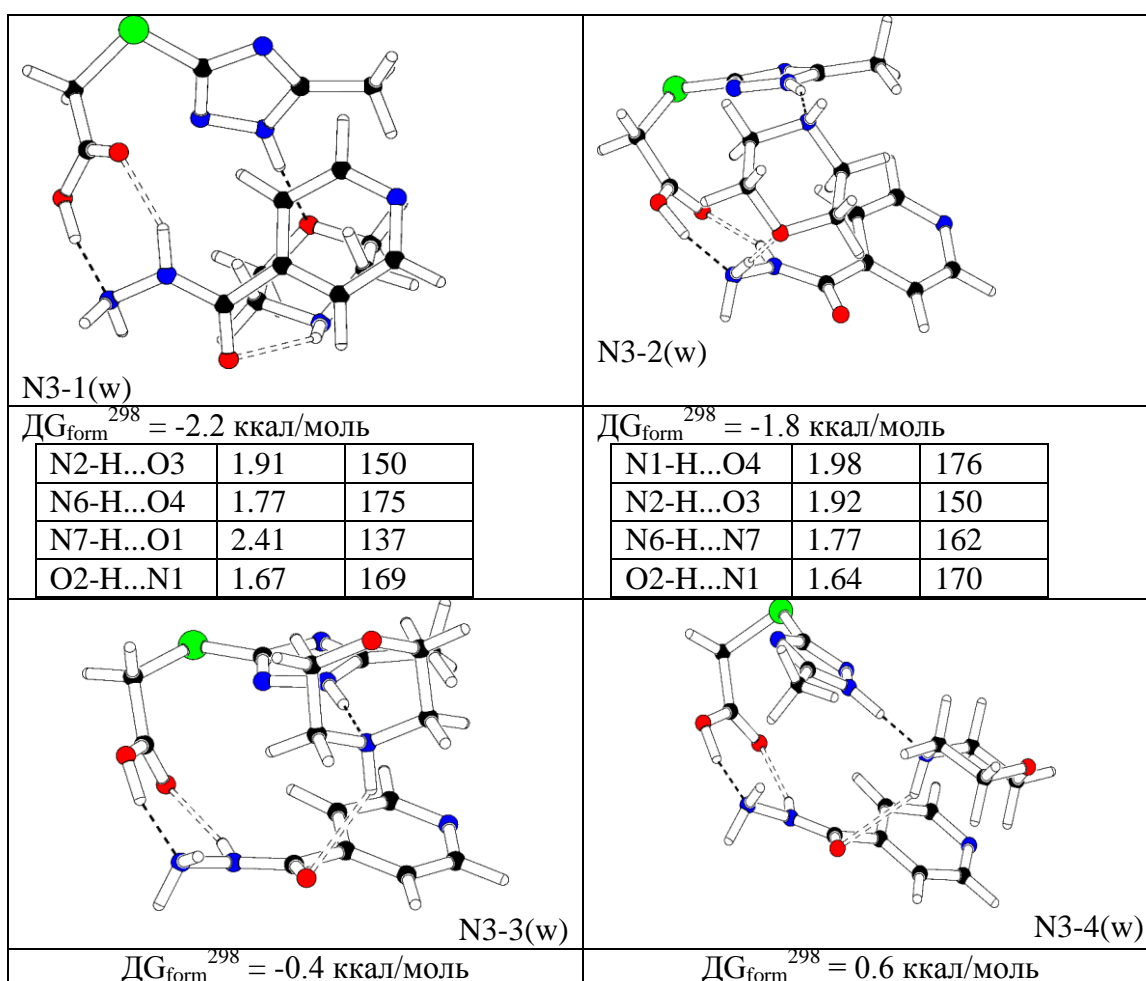 N3-1(w)
N3-2(w)
ДGform298 = -2.2 ккал/моль
N2-H...O3 1.91 150
N6-H...O4 1.77 175
N7-H...O1 2.41 137
O2-H...N1 1.67 169
ДGform298 = -1.8 ккал/моль
N1-H...O4 1.98 176
N2-H...O3 1.92 150
N6-H...N7 1.77 162
O2-H...N1 1.64 170
N3-3(w)
N3-4(w)
ДGform298 = -0.4 ккал/моль
ДGform298 = 0.6 ккал/моль